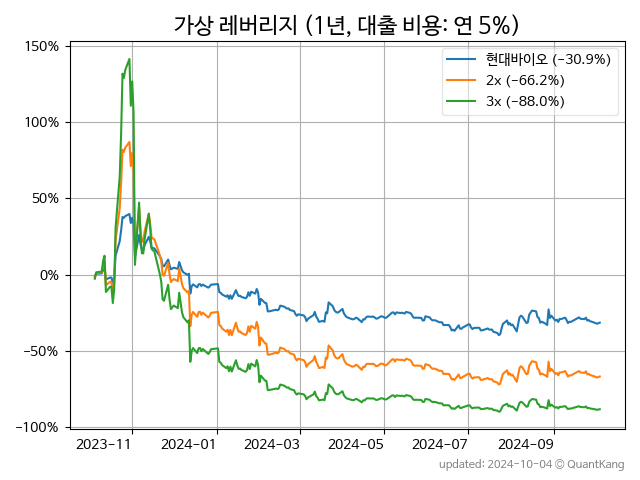 가상 레버리지 (1년, 대출 비용: 연 5%)
현대바이오 (-30.9%)
2x (-66.2%)
3x (-88.0%)
150%
100%
50%
0%
−50%
−100%
2023-11
2024-01
2024-03
2024-05
2024-07
2024-09
updated: 2024-10-04 © QuantKang